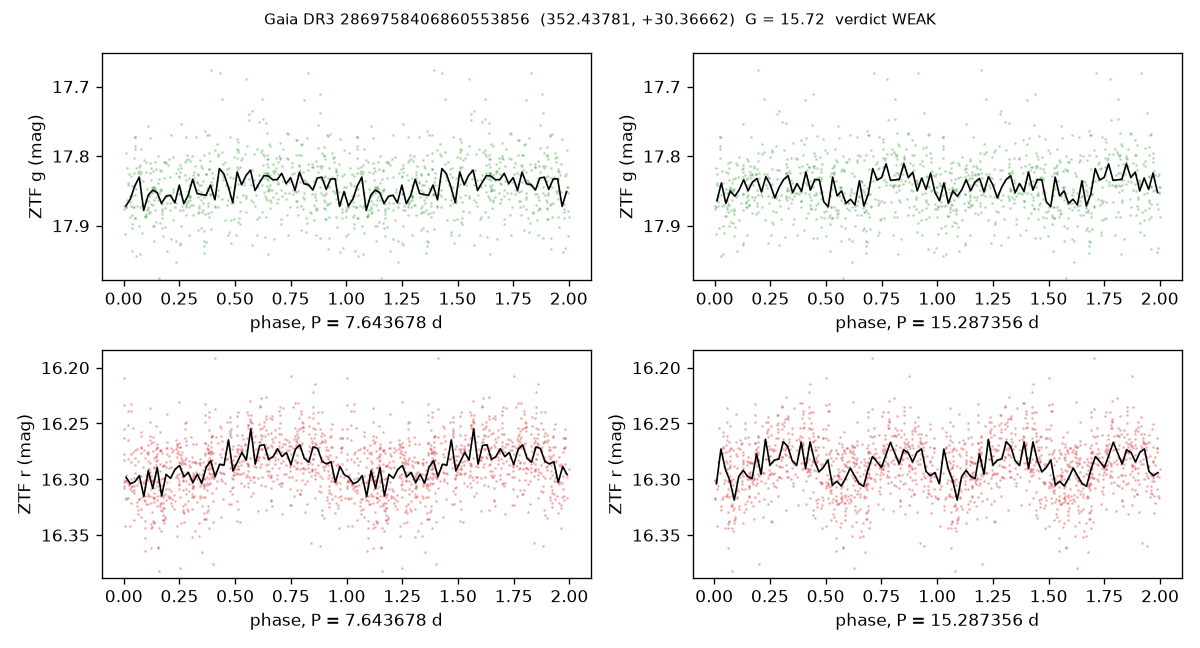 Gaia DR3 2869758406860553856  (352.43781, +30.36662)  G = 15.72  verdict WEAK
ZTF g (mag)
17.7
17.8
17.9
0.00 0.25 0.50 0.75 1.00 1.25 1.50 1.75 2.00
phase, P = 7.643678 d
ZTF g (mag)
17.7
17.8
17.9
0.00 0.25 0.50 0.75 1.00 1.25 1.50 1.75 2.00
phase, P = 15.287356 d
ZTF r (mag)
16.20
16.25
16.30
16.35
0.00 0.25 0.50 0.75 1.00 1.25 1.50 1.75 2.00
phase, P = 7.643678 d
ZTF r (mag)
16.20
16.25
16.30
16.35
0.00 0.25 0.50 0.75 1.00 1.25 1.50 1.75 2.00
phase, P = 15.287356 d